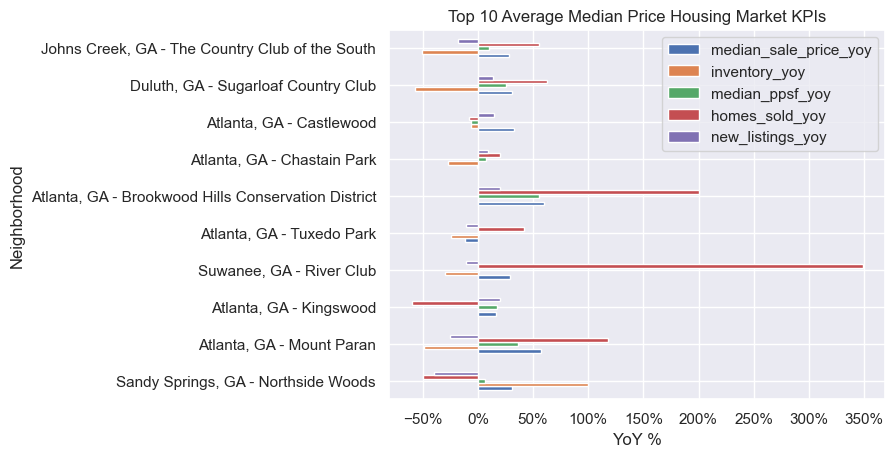 Top 10 Average Median Price Housing Market KPIs
Neighborhood
Johns Creek, GA - The Country Club of the South
Duluth, GA - Sugarloaf Country Club
Atlanta, GA - Castlewood
Atlanta, GA - Chastain Park
Atlanta, GA - Brookwood Hills Conservation District
Atlanta, GA - Tuxedo Park
Suwanee, GA - River Club
Atlanta, GA - Kingswood
Atlanta, GA - Mount Paran
Sandy Springs, GA - Northside Woods
median_sale_price_yoy
inventory_yoy
median_ppsf_yoy
homes_sold_yoy
new_listings_yoy
−50% 0% 50% 100% 150% 200% 250% 300% 350%
YoY %